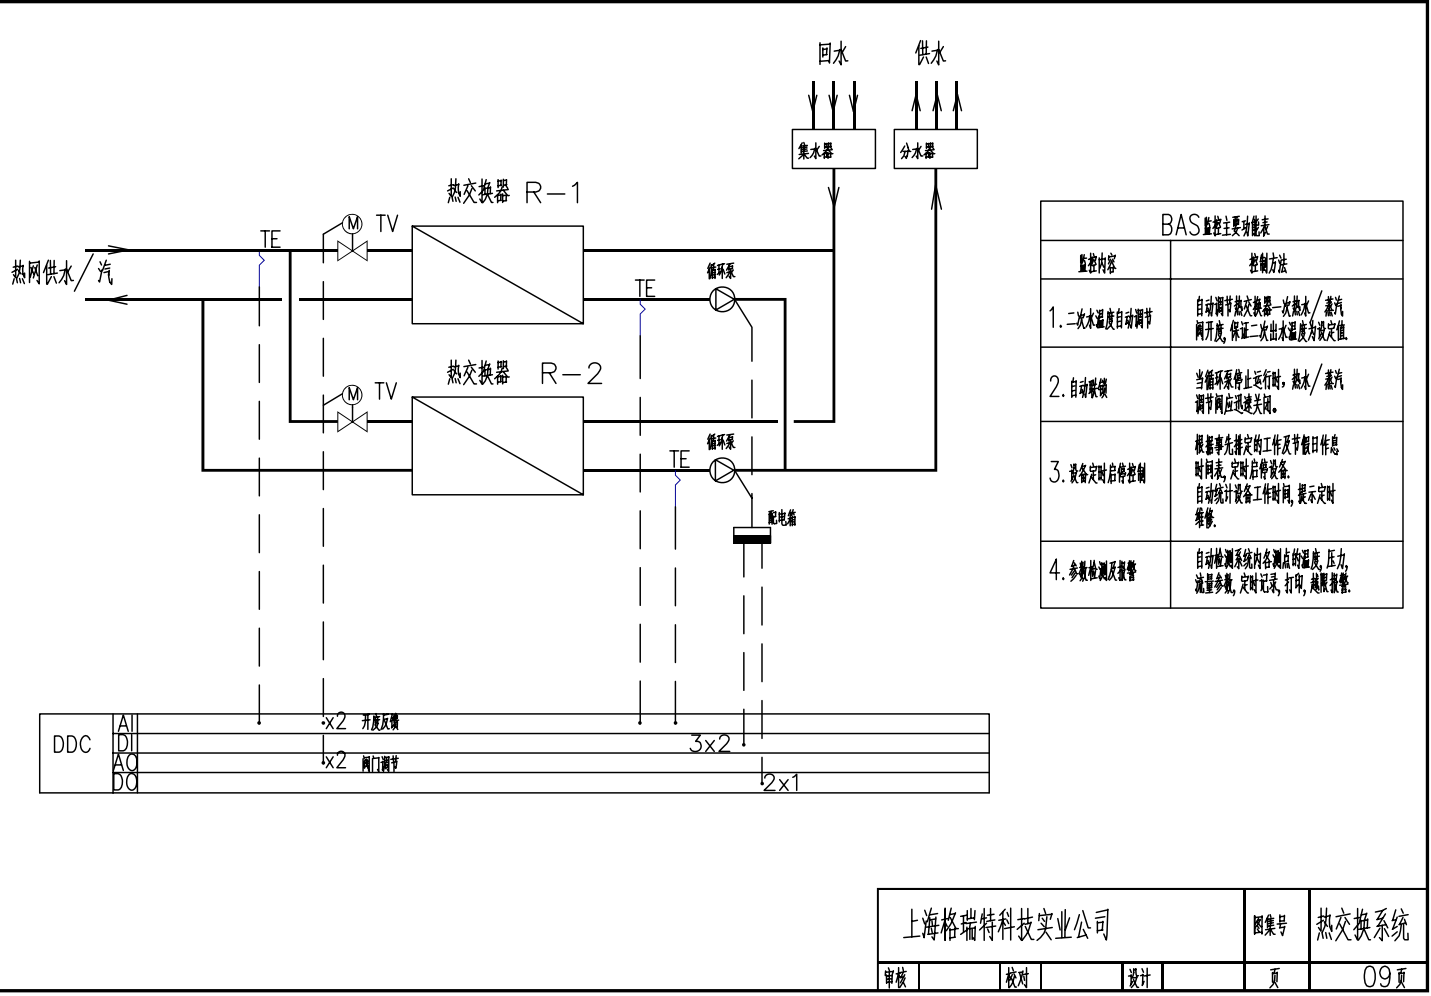 回水
供水
集水器
分水器
热交换器 R-1
M
TV
TE
热网供水/汽
循环泵
TE
热交换器 R-2
M
TV
循环泵
TE
配电箱
BAS监控主要功能表
监控内容
控制方法
1.二次水温度自动调节
自动调节热交换器一次热水/蒸汽
阀开度,保证二次出水温度为设定值.
2.自动联锁
当循环泵停止运行时，热水/蒸汽
调节阀应迅速关闭。
3.设备定时启停控制
根据事先排定的工作及节假日作息
时间表,定时启停设备.
自动统计设备工作时间,提示定时
维修.
4.参数检测及报警
自动检测系统内各测点的温度,压力,
流量参数,定时记录,打印,越限报警.
DDC
AI
x2 开度反馈
DI
3x2
AO
x2 阀门调节
DO
2x1
上海格瑞特科技实业公司
图集号
热交换系统
审核
校对
设计
页
09页